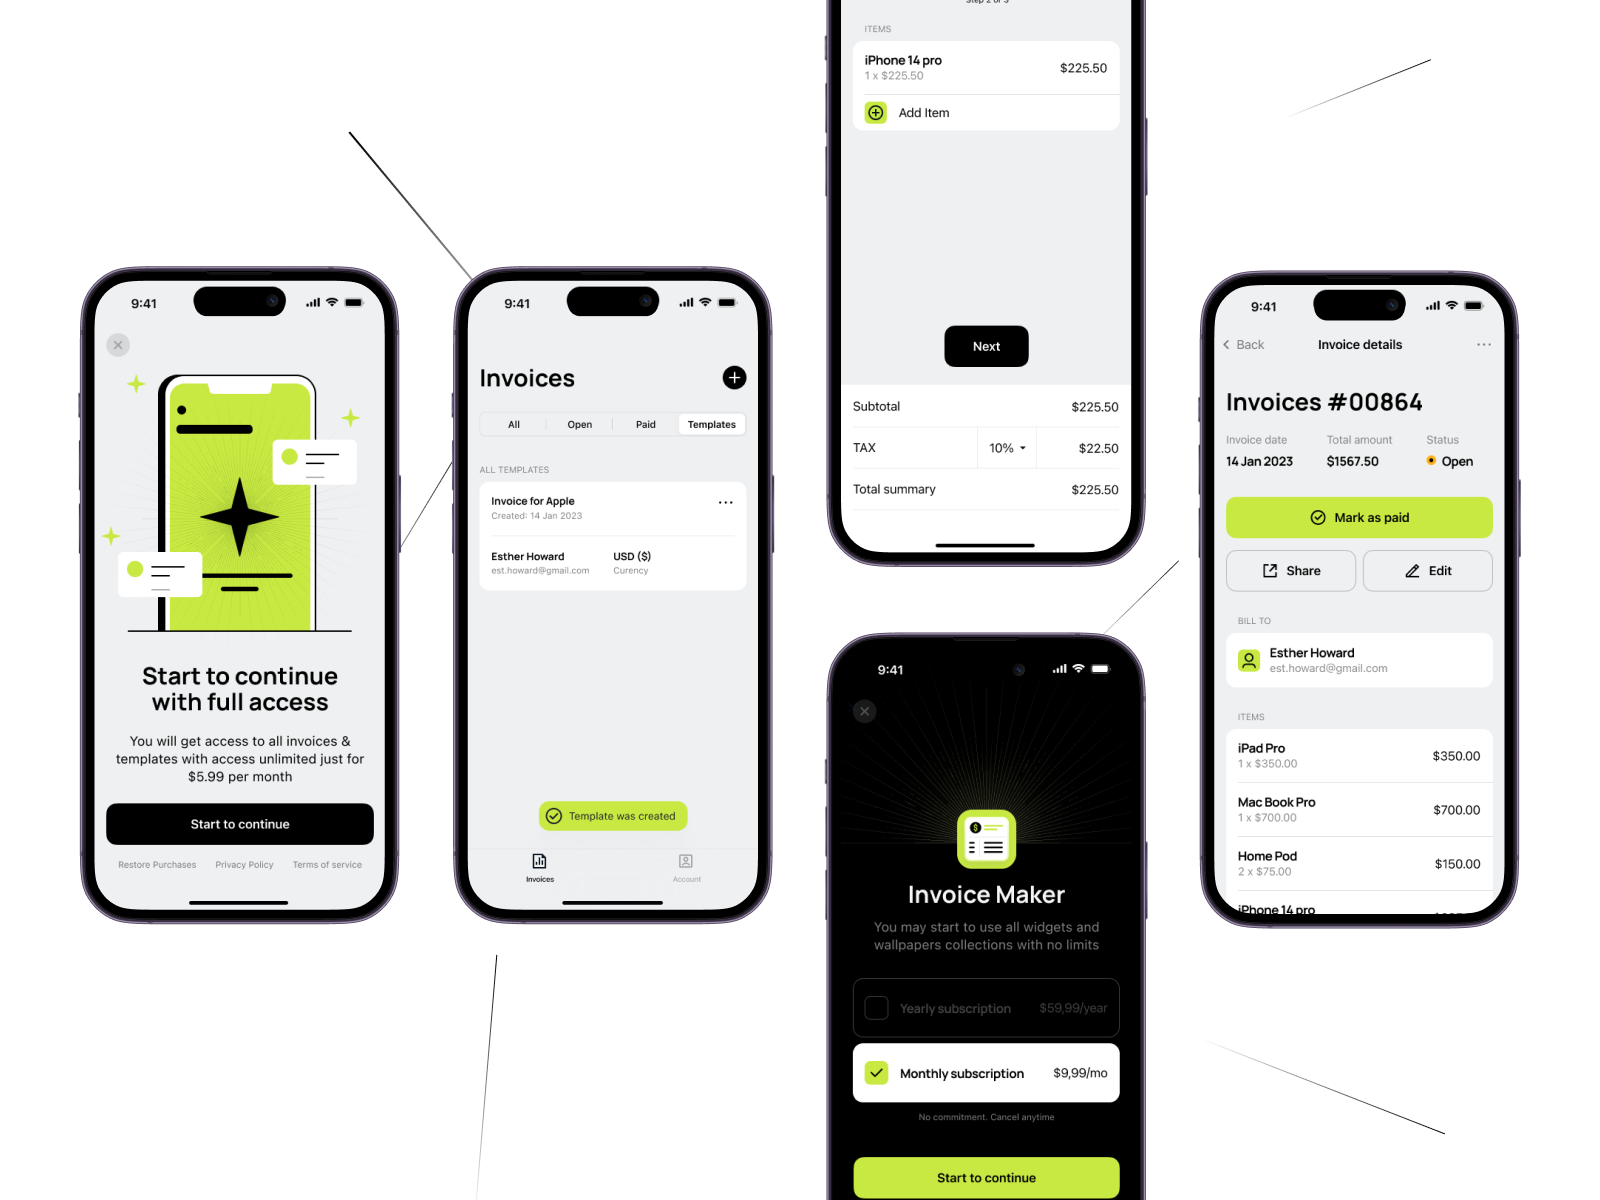 9:41
Start to continue
with full access
You will get access to all invoices &
templates with access unlimited just for
$5.99 per month
Start to continue
Restore Purchases Privacy Policy Terms of service
9:41
Invoices
All Open Paid Templates
ALL TEMPLATES
Invoice for Apple
Created: 14 Jan 2023
Esther Howard USD ($)
est.howard@gmail.com Curency
Template was created
Invoices Account
Step 2 of 3
ITEMS
iPhone 14 pro $225.50
1 x $225.50
Add Item
Next
Subtotal $225.50
TAX 10% $22.50
Total summary $225.50
9:41
$
Invoice Maker
You may start to use all widgets and
wallpapers collections with no limits
Yearly subscription $59,99/year
Monthly subscription $9,99/mo
No commitment. Cancel anytime
Start to continue
9:41
Back Invoice details
Invoices #00864
Invoice date Total amount Status
14 Jan 2023 $1567.50 Open
Mark as paid
Share Edit
BILL TO
Esther Howard
est.howard@gmail.com
ITEMS
iPad Pro $350.00
1 x $350.00
Mac Book Pro $700.00
1 x $700.00
Home Pod $150.00
2 x $75.00
iPhone 14 pro